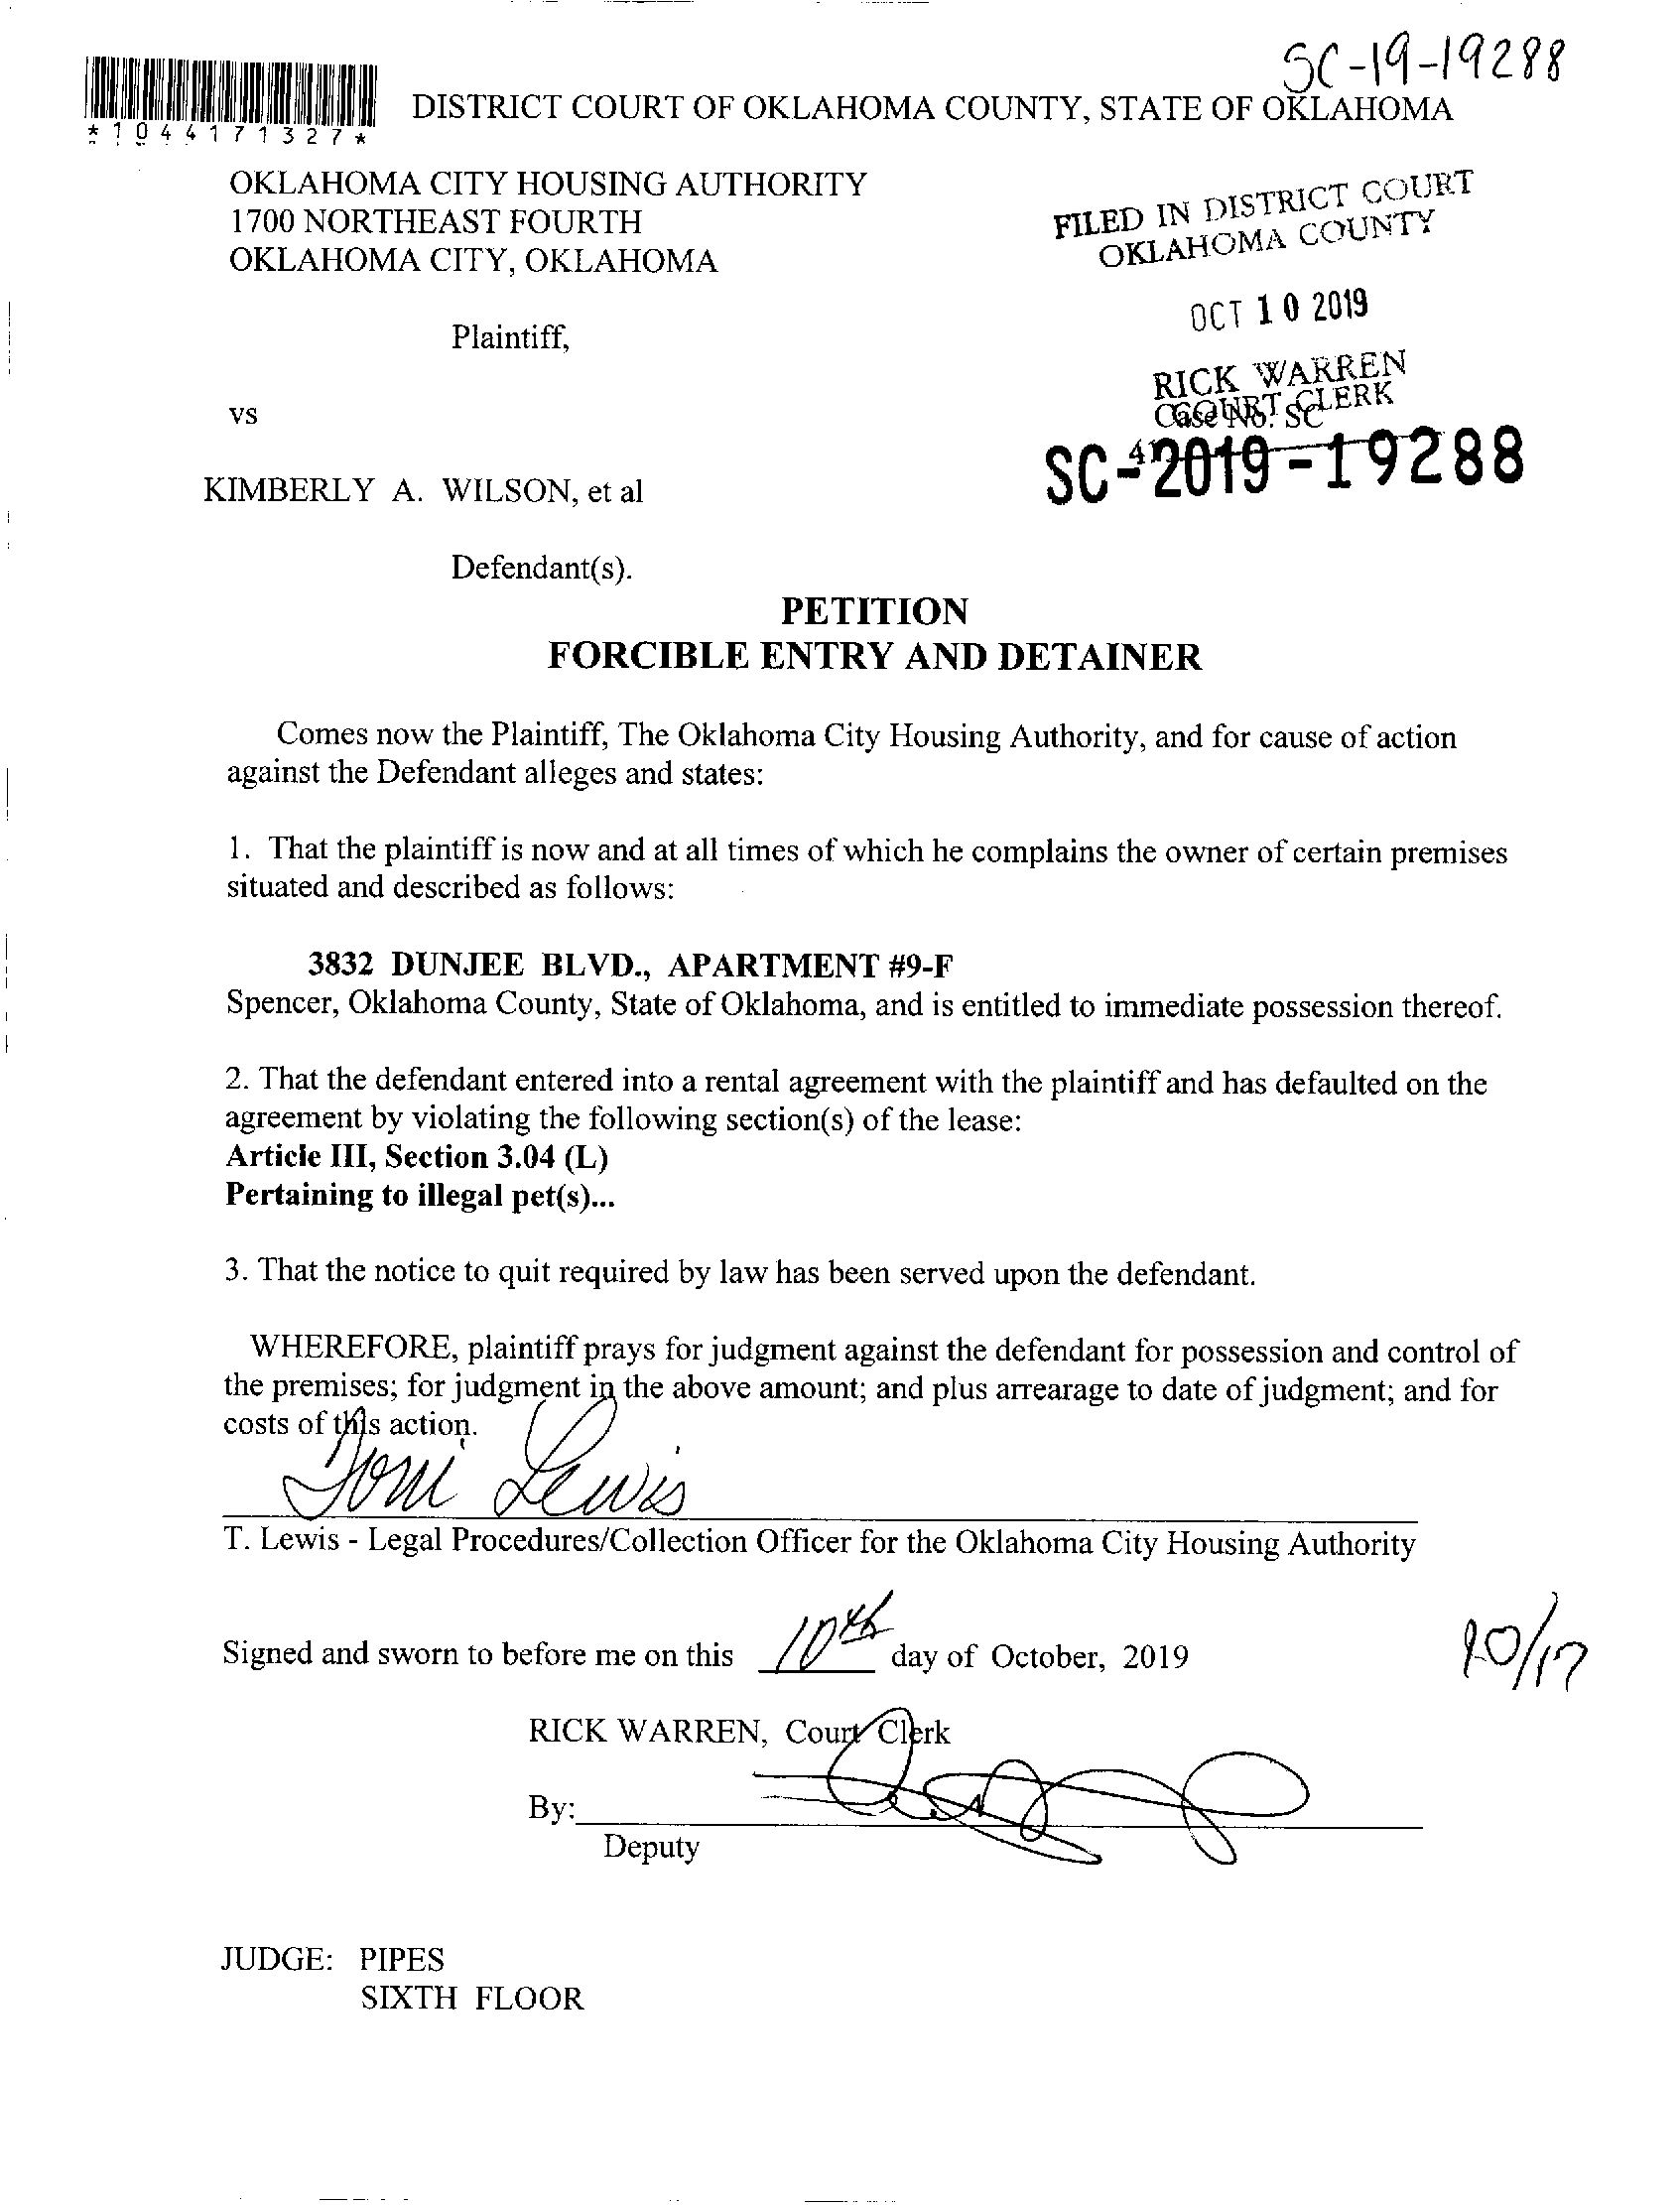 SC-19-19288
*1044171327*
DISTRICT COURT OF OKLAHOMA COUNTY, STATE OF OKLAHOMA
OKLAHOMA CITY HOUSING AUTHORITY
1700 NORTHEAST FOURTH
OKLAHOMA CITY, OKLAHOMA
FILED IN DISTRICT COURT
OKLAHOMA COUNTY
OCT 10 2019
Plaintiff,
RICK WARREN
COURT CLERK
Case No. SC
vs
SC-2019-19288
KIMBERLY A. WILSON, et al
Defendant(s).
PETITION
FORCIBLE ENTRY AND DETAINER
Comes now the Plaintiff, The Oklahoma City Housing Authority, and for cause of action
against the Defendant alleges and states:
1. That the plaintiff is now and at all times of which he complains the owner of certain premises
situated and described as follows:
3832 DUNJEE BLVD., APARTMENT #9-F
Spencer, Oklahoma County, State of Oklahoma, and is entitled to immediate possession thereof.
2. That the defendant entered into a rental agreement with the plaintiff and has defaulted on the
agreement by violating the following section(s) of the lease:
Article III, Section 3.04 (L)
Pertaining to illegal pet(s)...
3. That the notice to quit required by law has been served upon the defendant.
WHEREFORE, plaintiff prays for judgment against the defendant for possession and control of
the premises; for judgment in the above amount; and plus arrearage to date of judgment; and for
costs of this action.
Toni Lewis
T. Lewis - Legal Procedures/Collection Officer for the Oklahoma City Housing Authority
Signed and sworn to before me on this 10th day of October, 2019
10/17
RICK WARREN, Court Clerk
By:
Deputy
JUDGE: PIPES
SIXTH FLOOR